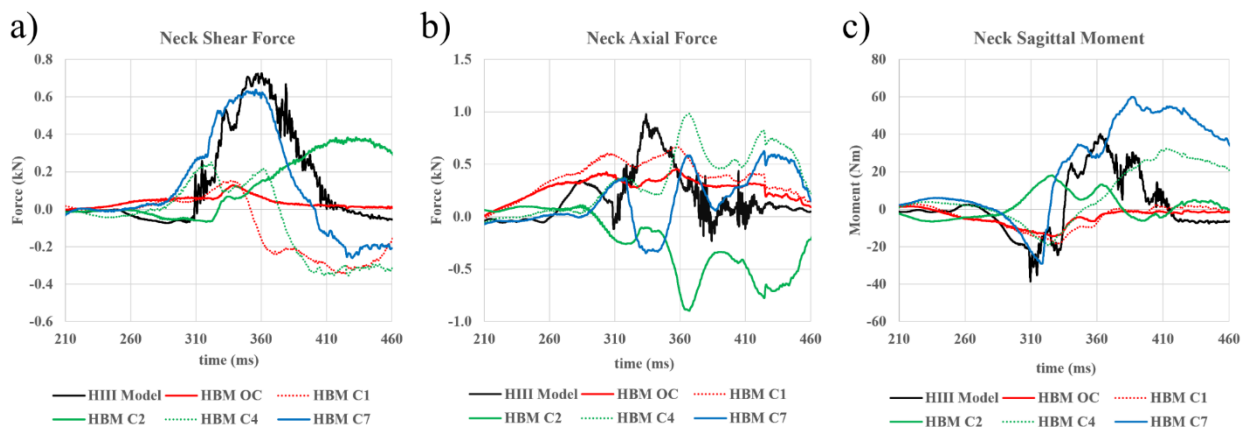 a)
Neck Shear Force
0.8
0.6
0.4
0.2
0.0
-0.2
-0.4
-0.6
Force (kN)
210 260 310 360 410 460
time (ms)
HIII Model HBM OC HBM C1
HBM C2 HBM C4 HBM C7
b)
Neck Axial Force
1.5
1.0
0.5
0.0
-0.5
-1.0
Force (kN)
210 260 310 360 410 460
time (ms)
HIII Model HBM OC HBM C1
HBM C2 HBM C4 HBM C7
c)
Neck Sagittal Moment
80
60
40
20
0
-20
-40
-60
Moment (Nm)
210 260 310 360 410 460
time (ms)
HIII Model HBM OC HBM C1
HBM C2 HBM C4 HBM C7